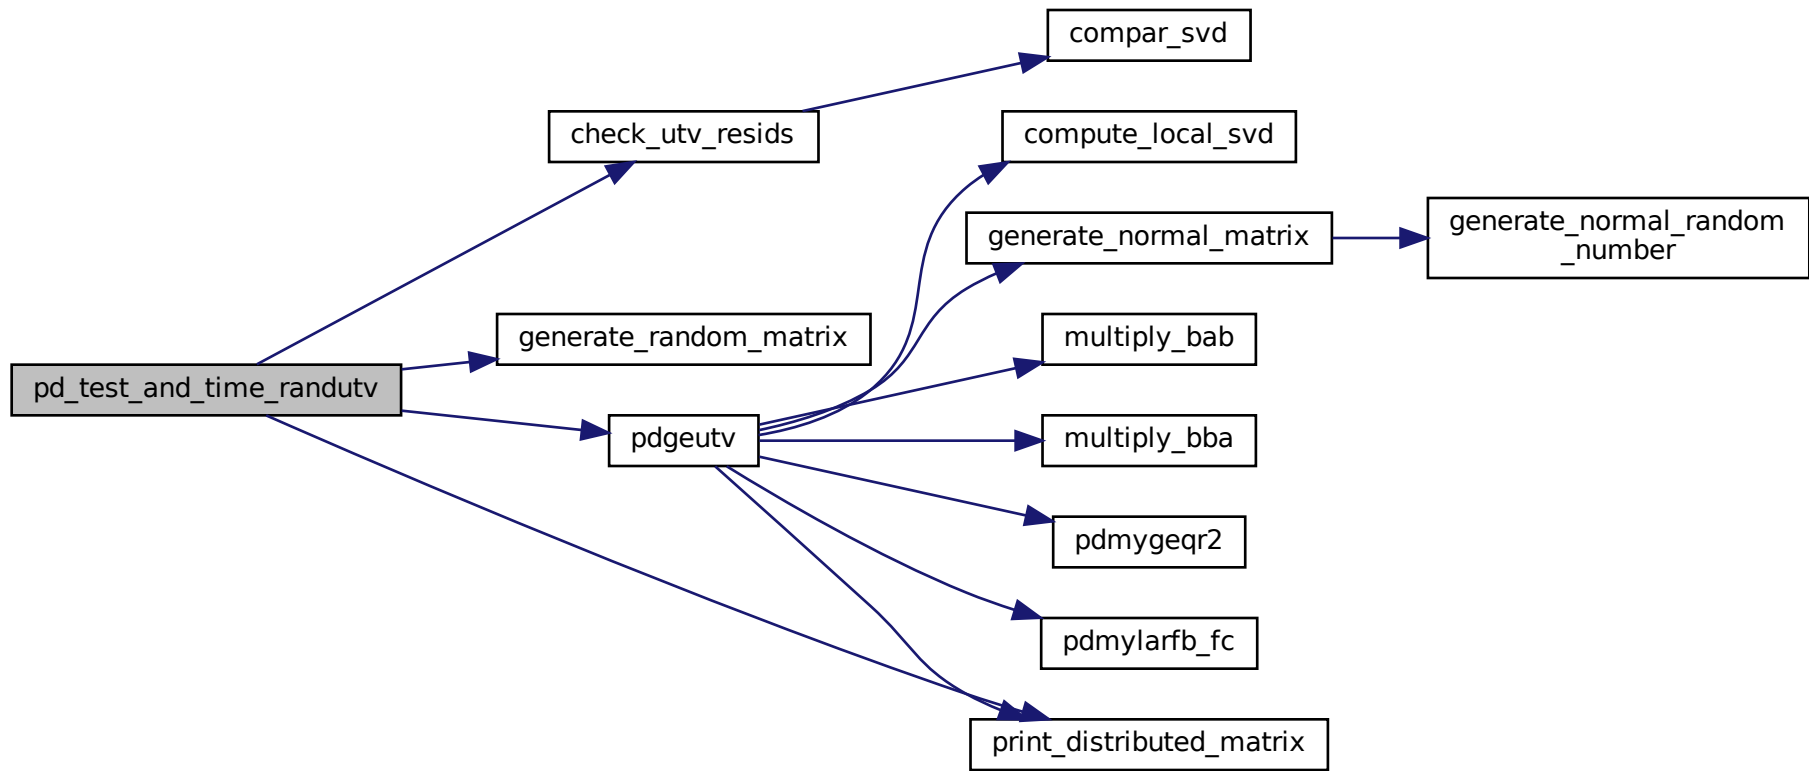 compar_svd
check_utv_resids
compute_local_svd
generate_normal_matrix
generate_normal_random
_number
generate_random_matrix
multiply_bab
pd_test_and_time_randutv
pdgeutv
multiply_bba
pdmygeqr2
pdmylarfb_fc
print_distributed_matrix